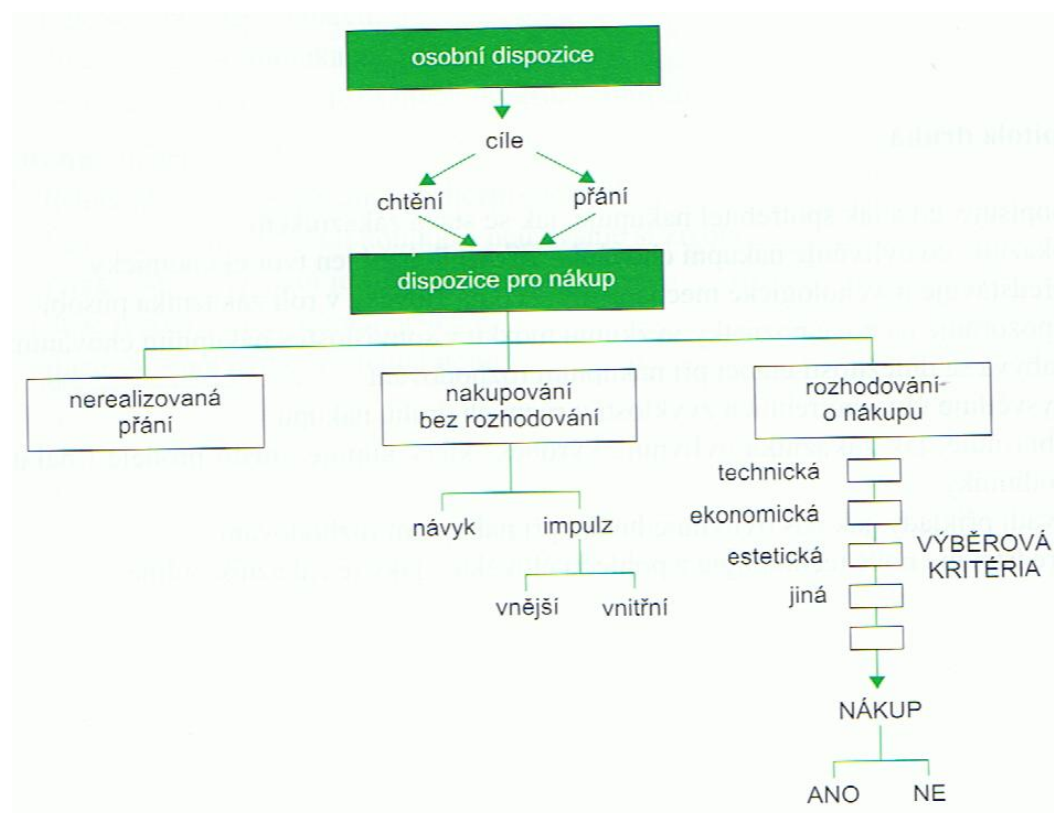 osobní dispozice
cíle
chtění
přání
dispozice pro nákup
nerealizovaná
přání
nakupování
bez rozhodování
rozhodování
o nákupu
návyk
impulz
vnější
vnitřní
technická
ekonomická
estetická
jiná
VÝBĚROVÁ
KRITÉRIA
NÁKUP
ANO
NE